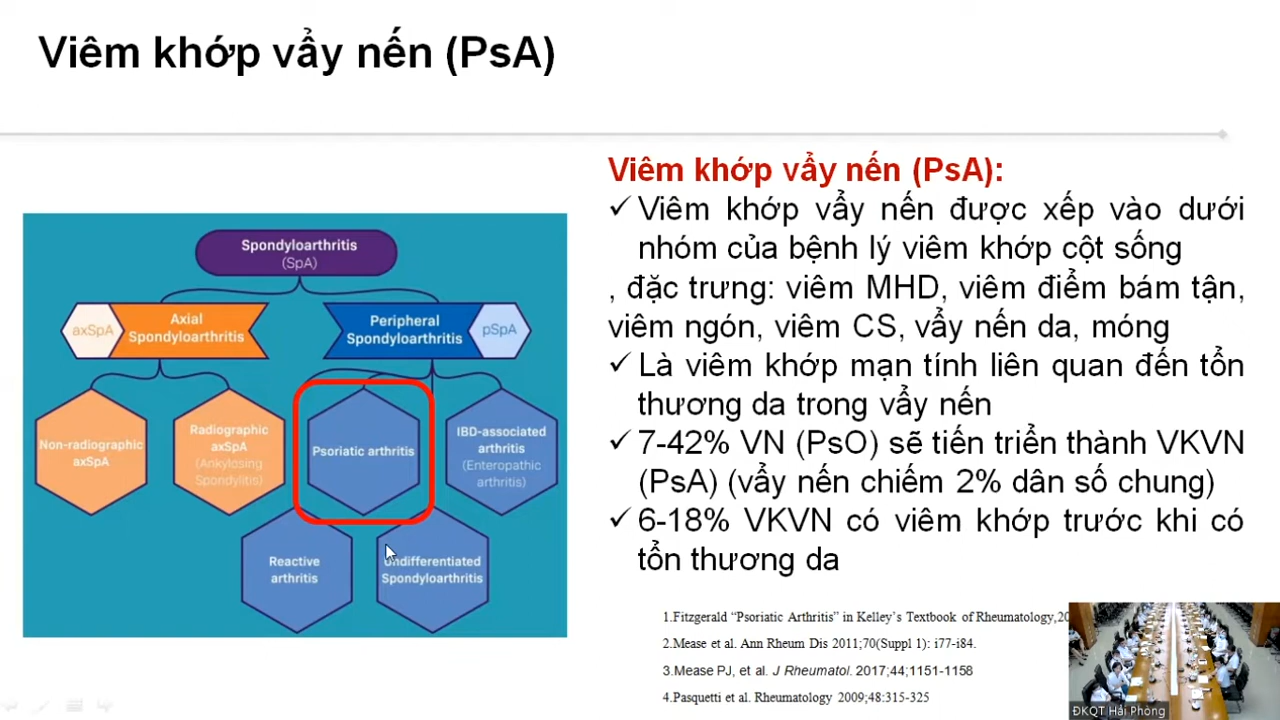 Viêm khớp vẩy nến (PsA)
Spondyloarthritis
(SpA)
axSpA
Axial
Spondyloarthritis
Peripheral
Spondyloarthritis
pSpA
Non-radiographic
axSpA
Radiographic
axSpA
(Ankylosing
Spondylitis)
Psoriatic arthritis
IBD-associated
arthritis
(Enteropathic
arthritis)
Reactive
arthritis
Undifferentiated
Spondyloarthritis
Viêm khớp vẩy nến (PsA):
✓Viêm khớp vẩy nến được xếp vào dưới
nhóm của bệnh lý viêm khớp cột sống
, đặc trưng: viêm MHD, viêm điểm bám tận,
viêm ngón, viêm CS, vẩy nến da, móng
✓Là viêm khớp mạn tính liên quan đến tổn
thương da trong vẩy nến
✓7-42% VN (PsO) sẽ tiến triển thành VKVN
(PsA) (vẩy nến chiếm 2% dân số chung)
✓6-18% VKVN có viêm khớp trước khi có
tổn thương da
1.Fitzgerald “Psoriatic Arthritis” in Kelley’s Textbook of Rheumatology,20
2.Mease et al. Ann Rheum Dis 2011;70(Suppl 1): i77-i84.
3.Mease PJ, et al. J Rheumatol. 2017;44;1151-1158
4.Pasquetti et al. Rheumatology 2009;48:315-325
ĐKQT Hải Phòng